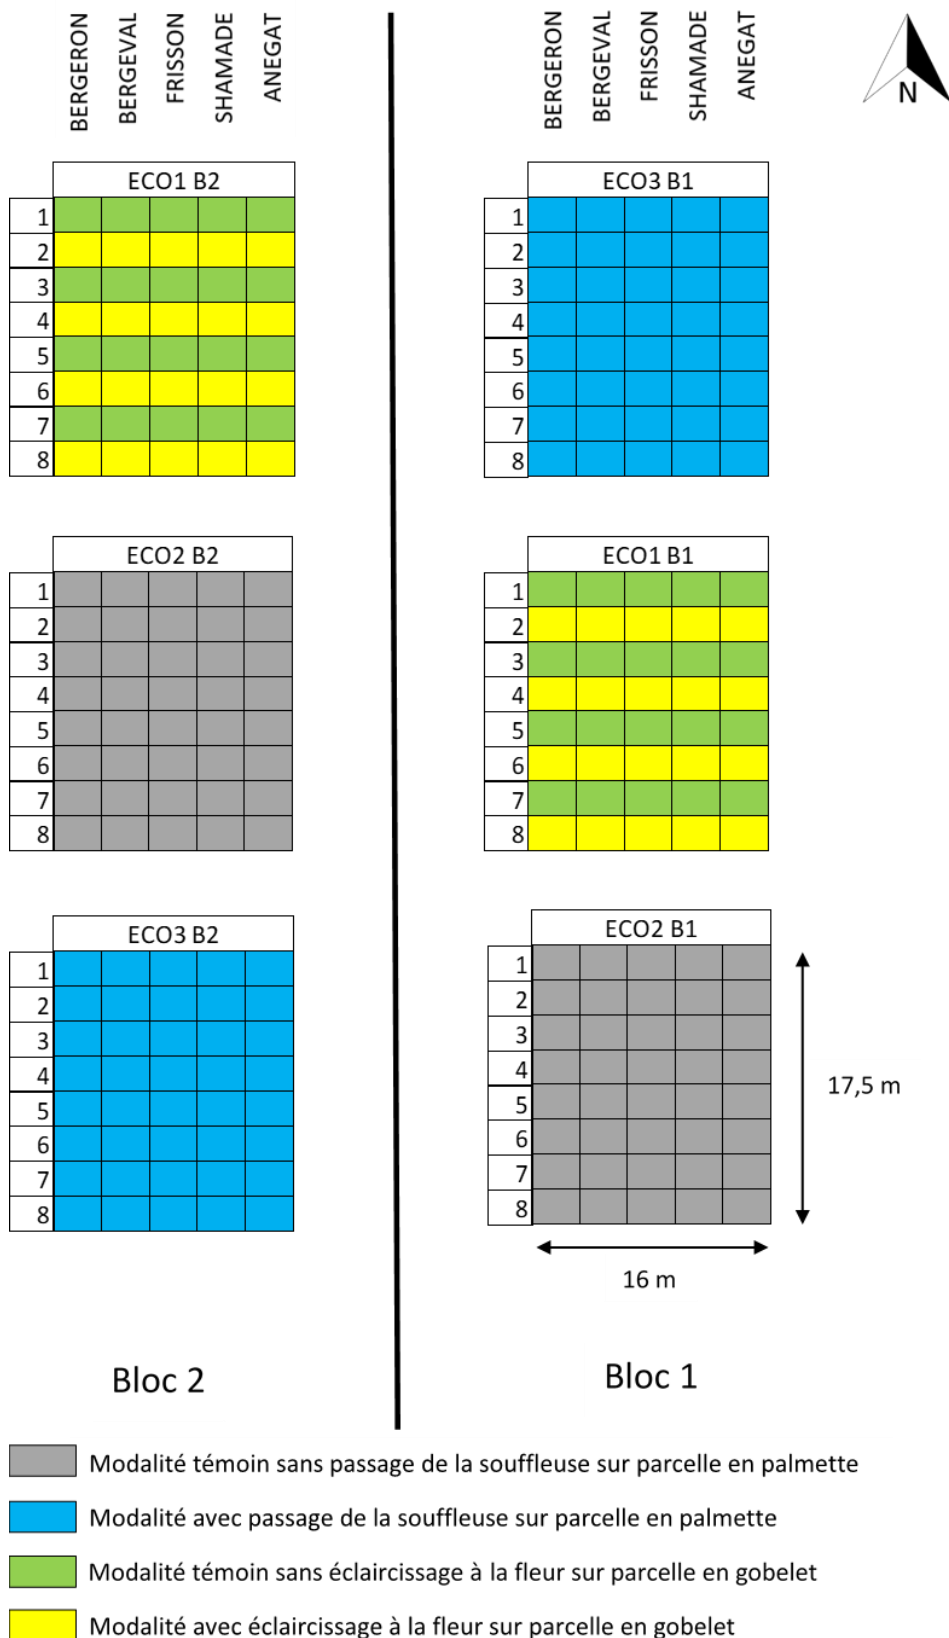 BERGERON
BERGEVAL
FRISSON
SHAMADE
ANEGAT
BERGERON
BERGEVAL
FRISSON
SHAMADE
ANEGAT
N
ECO1 B2
1
2
3
4
5
6
7
8
ECO3 B1
1
2
3
4
5
6
7
8
ECO2 B2
1
2
3
4
5
6
7
8
ECO1 B1
1
2
3
4
5
6
7
8
ECO3 B2
1
2
3
4
5
6
7
8
ECO2 B1
1
2
3
4
5
6
7
8
17,5 m
16 m
Bloc 2
Bloc 1
Modalité témoin sans passage de la souffleuse sur parcelle en palmette
Modalité avec passage de la souffleuse sur parcelle en palmette
Modalité témoin sans éclaircissage à la fleur sur parcelle en gobelet
Modalité avec éclaircissage à la fleur sur parcelle en gobelet